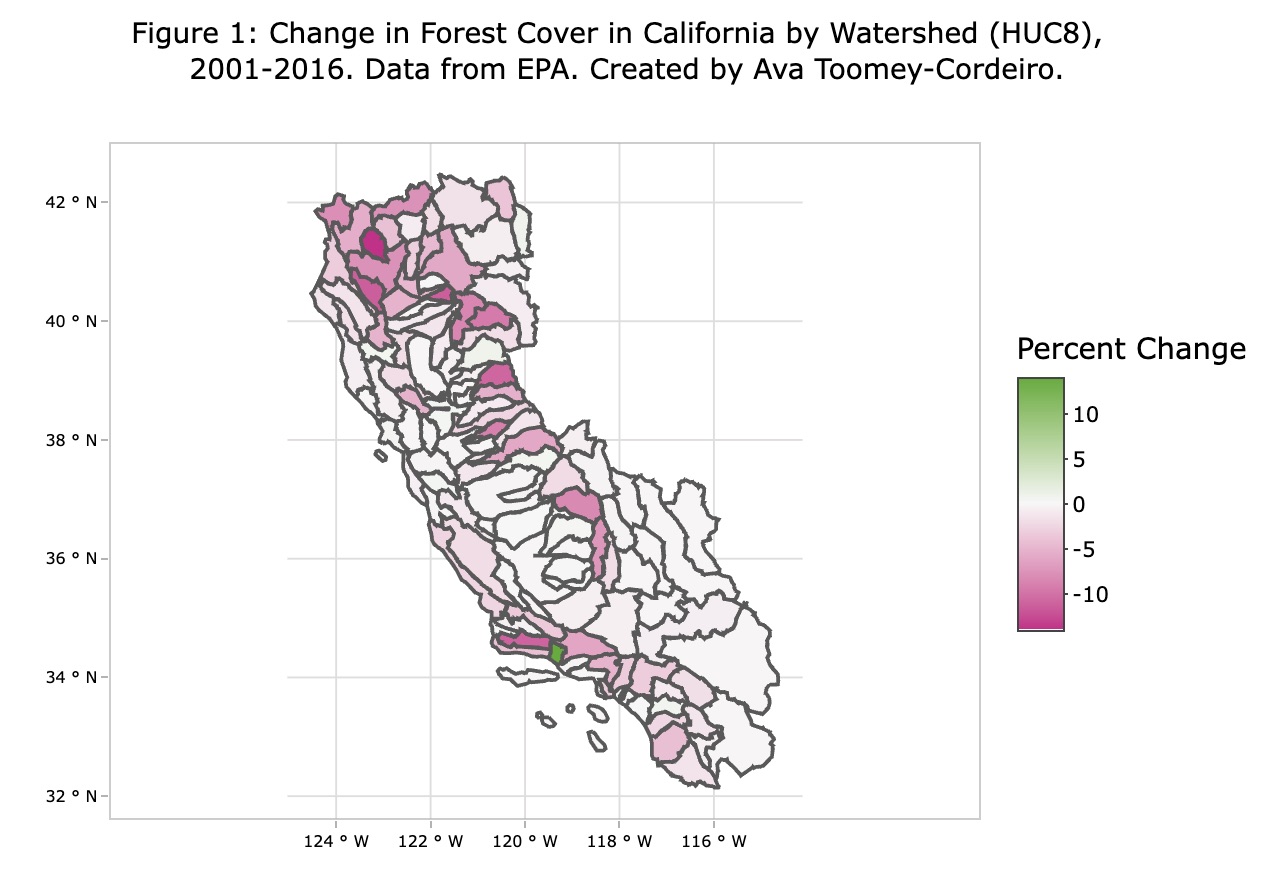 Figure 1: Change in Forest Cover in California by Watershed (HUC8),
2001-2016. Data from EPA. Created by Ava Toomey-Cordeiro.
42 ° N
40 ° N
38 ° N
36 ° N
34 ° N
32 ° N
124 ° W
122 ° W
120 ° W
118 ° W
116 ° W
Percent Change
10
5
0
-5
-10